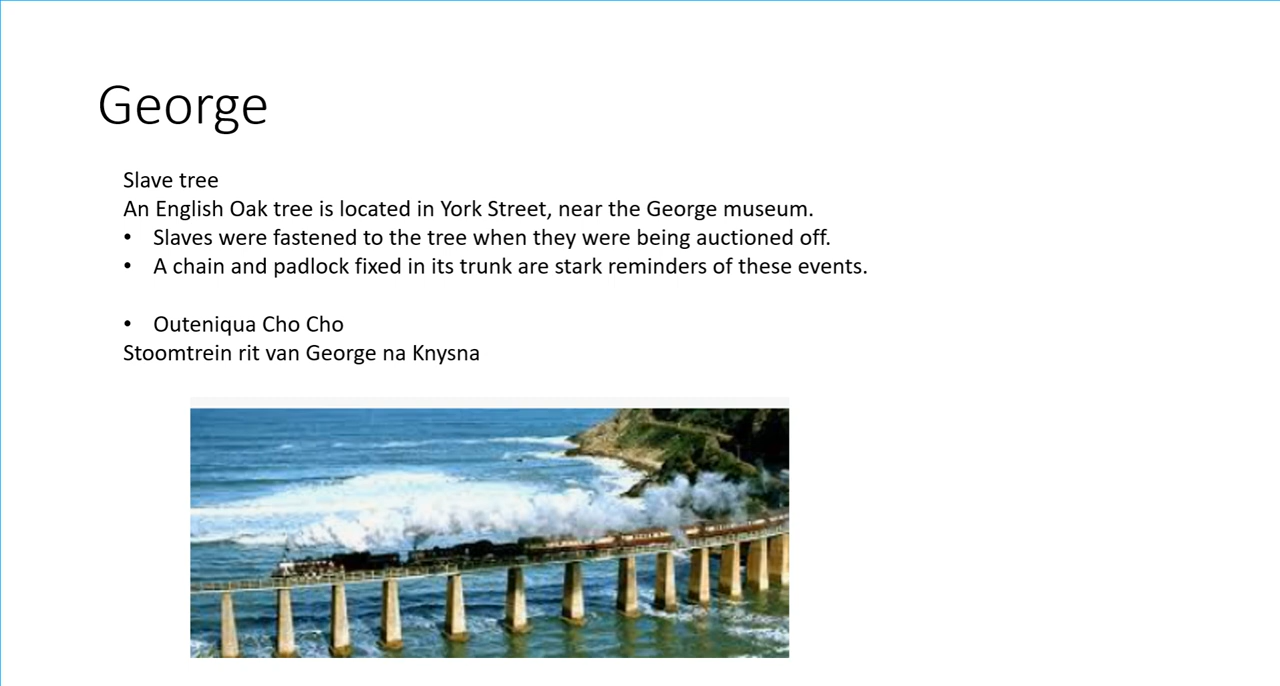 George
Slave tree
An English Oak tree is located in York Street, near the George museum.
• Slaves were fastened to the tree when they were being auctioned off.
• A chain and padlock fixed in its trunk are stark reminders of these events.
• Outeniqua Cho Cho
Stoomtrein rit van George na Knysna